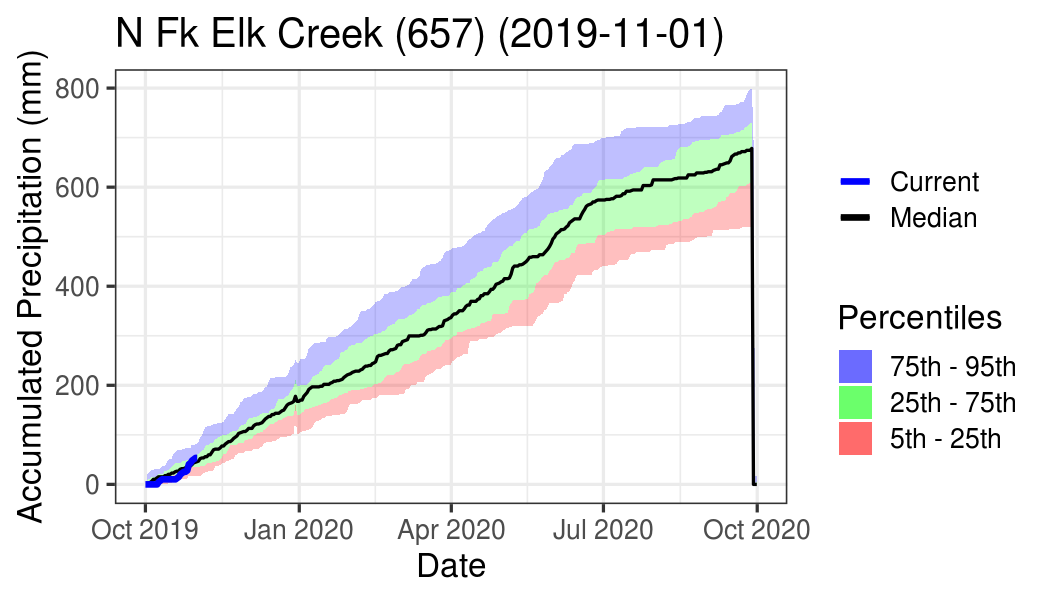 N Fk Elk Creek (657) (2019-11-01)
Accumulated Precipitation (mm)
800
600
400
200
0
Oct 2019 Jan 2020 Apr 2020 Jul 2020 Oct 2020
Date
Current
Median
Percentiles
75th - 95th
25th - 75th
5th - 25th